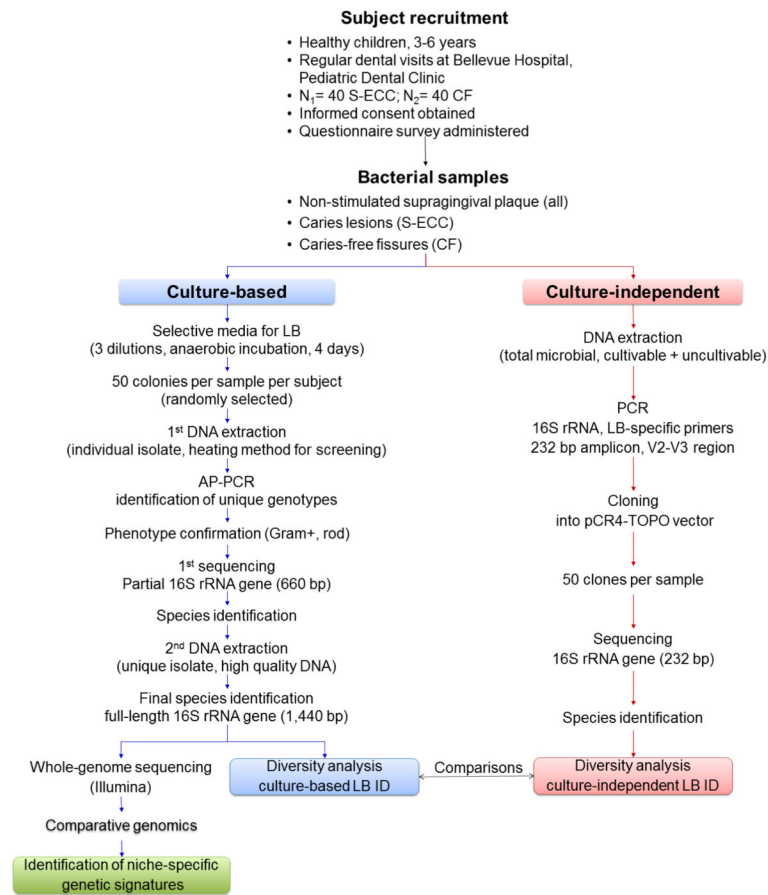 Subject recruitment
• Healthy children, 3-6 years
• Regular dental visits at Bellevue Hospital,
Pediatric Dental Clinic
• N₁= 40 S-ECC; N₂= 40 CF
• Informed consent obtained
• Questionnaire survey administered
Bacterial samples
• Non-stimulated supragingival plaque (all)
• Caries lesions (S-ECC)
• Caries-free fissures (CF)
Culture-based
Selective media for LB
(3 dilutions, anaerobic incubation, 4 days)
50 colonies per sample per subject
(randomly selected)
1st DNA extraction
(individual isolate, heating method for screening)
AP-PCR
identification of unique genotypes
Phenotype confirmation (Gram+, rod)
1st sequencing
Partial 16S rRNA gene (660 bp)
Species identification
2nd DNA extraction
(unique isolate, high quality DNA)
Final species identification
full-length 16S rRNA gene (1,440 bp)
Whole-genome sequencing
(Illumina)
Comparative genomics
Identification of niche-specific
genetic signatures
Diversity analysis
culture-based LB ID
Comparisons
Culture-independent
DNA extraction
(total microbial, cultivable + uncultivable)
PCR
16S rRNA, LB-specific primers
232 bp amplicon, V2-V3 region
Cloning
into pCR4-TOPO vector
50 clones per sample
Sequencing
16S rRNA gene (232 bp)
Species identification
Diversity analysis
culture-independent LB ID